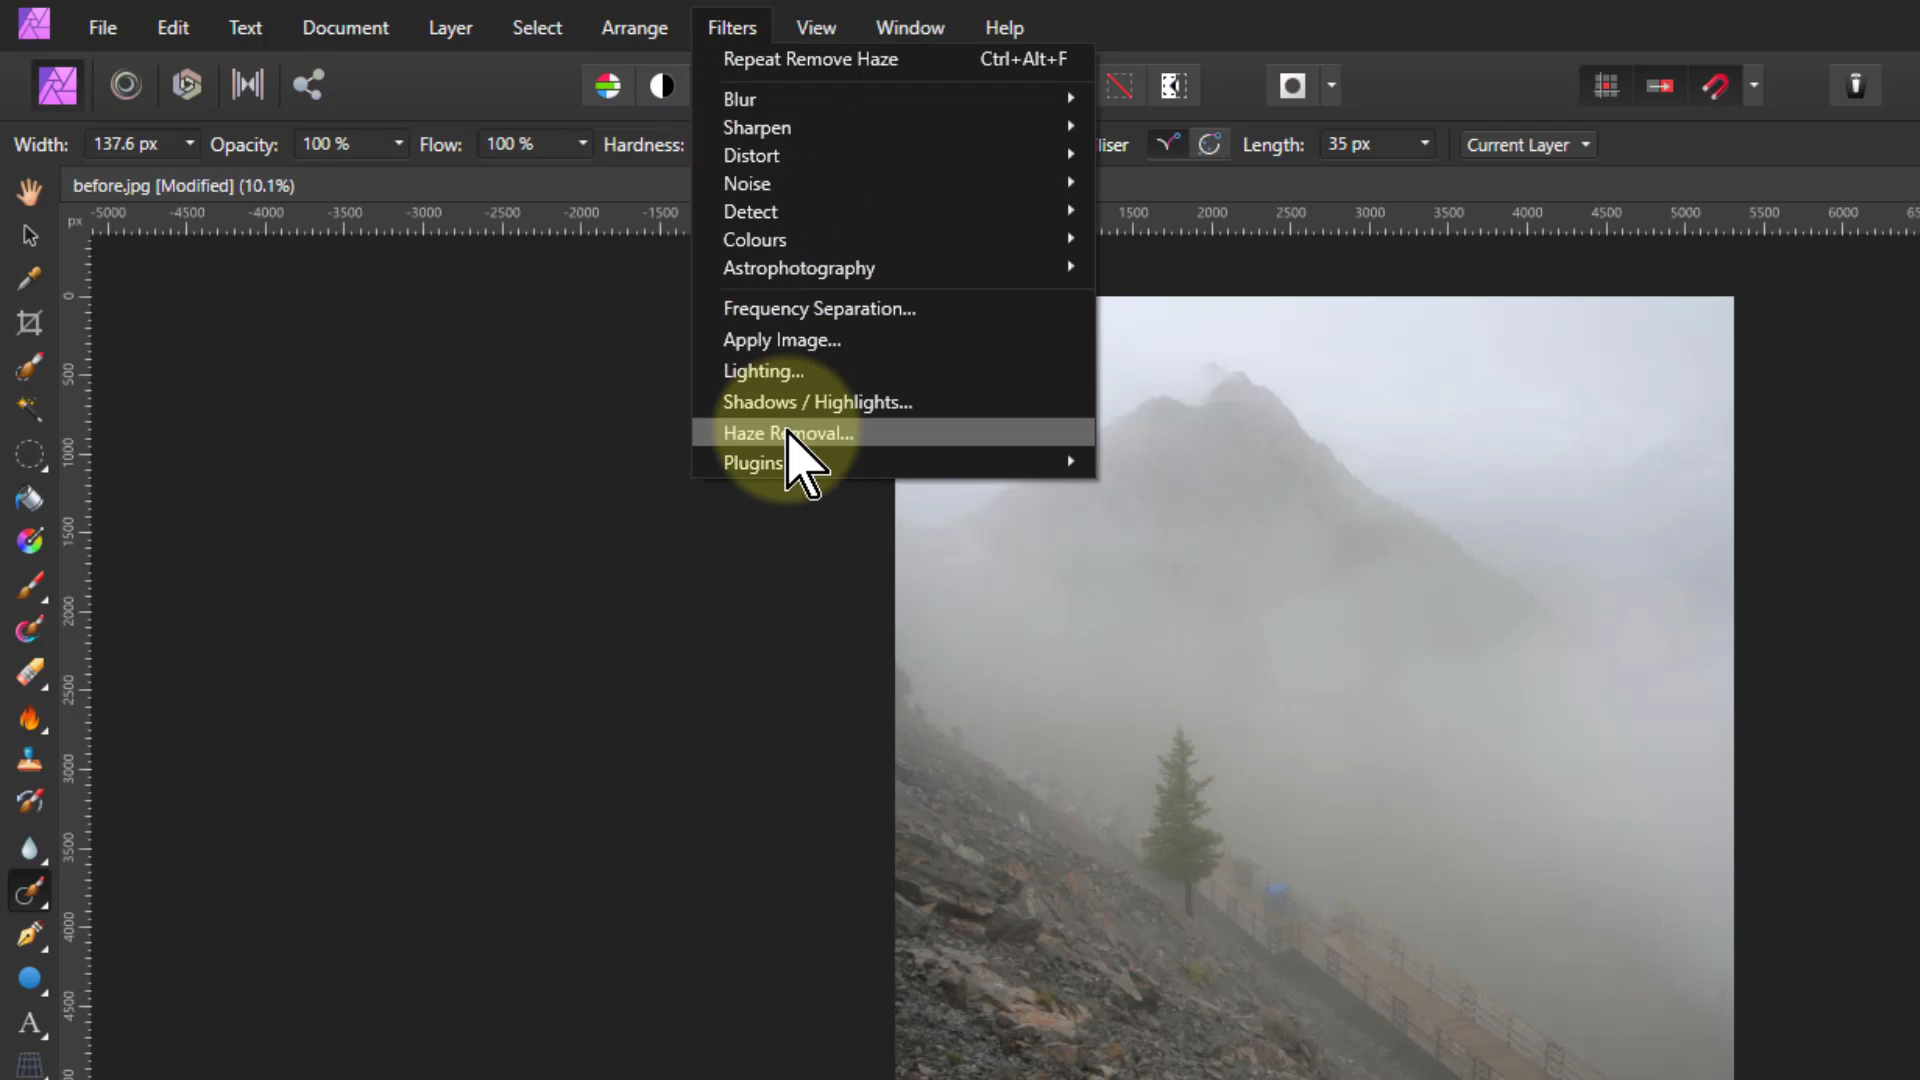 File Edit Text Document Layer Select Arrange Filters View Window Help
Repeat Remove Haze Ctrl+Alt+F
Width: 137.6 px Opacity: 100 % Flow: 100 % Hardness: liser Length: 35 px Current Layer
before.jpg [Modified] (10.1%)
px -5000 -4500 -4000 -3500 -3000 -2500 -2000 -1500 1500 2000 2500 3000 3500 4000 4500 5000 5500 6000 65
Blur
Sharpen
Distort
Noise
Detect
Colours
Astrophotography
Frequency Separation...
Apply Image...
Lighting...
Shadows / Highlights...
Haze Removal...
Plugins
0
500
1000
1500
2000
2500
3000
3500
4000
4500